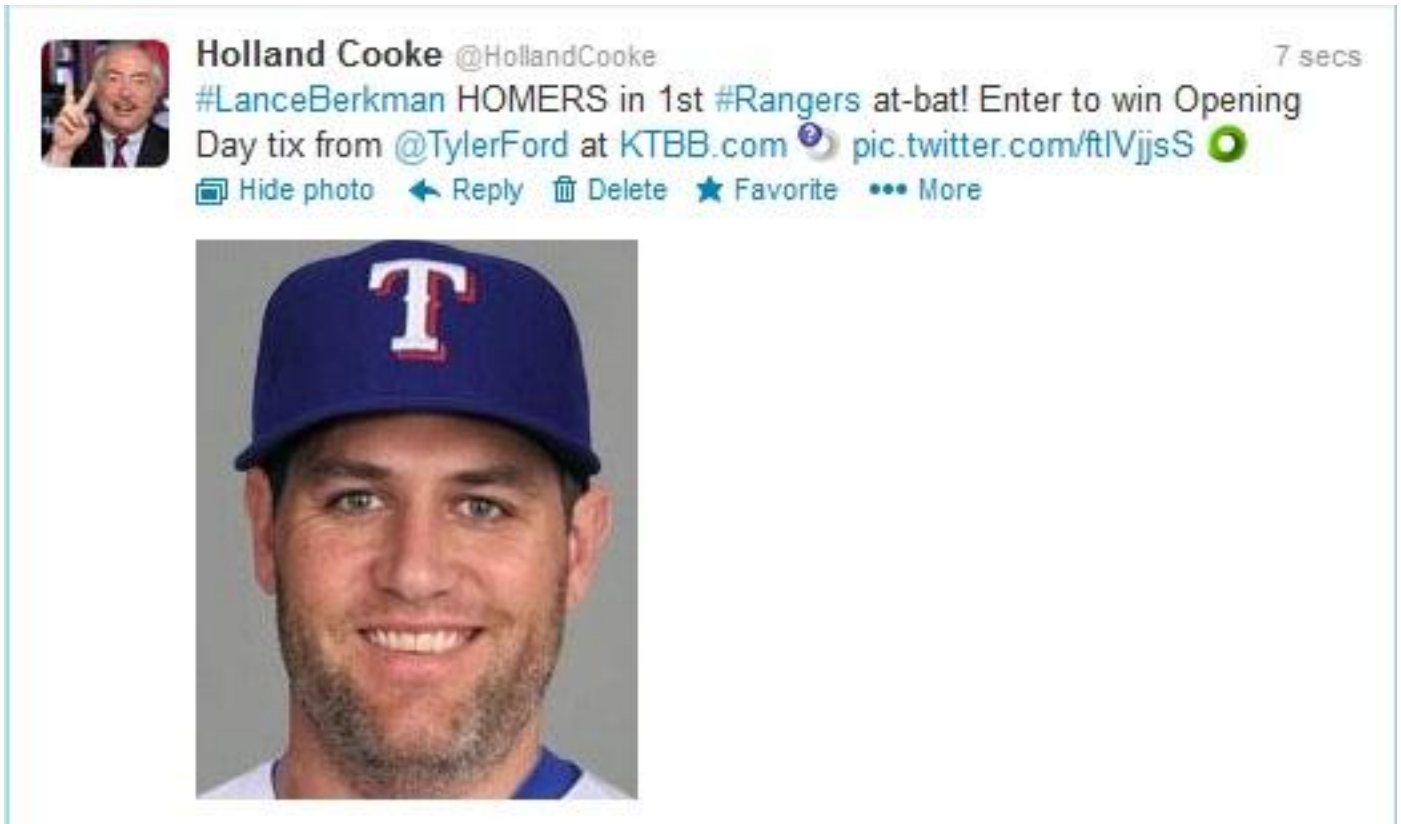 Holland Cooke @HollandCooke 7 secs
#LanceBerkman HOMERS in 1st #Rangers at-bat! Enter to win Opening
Day tix from @TylerFord at KTBB.com ? pic.twitter.com/ftlVjjsS
Hide photo Reply Delete Favorite ••• More
T